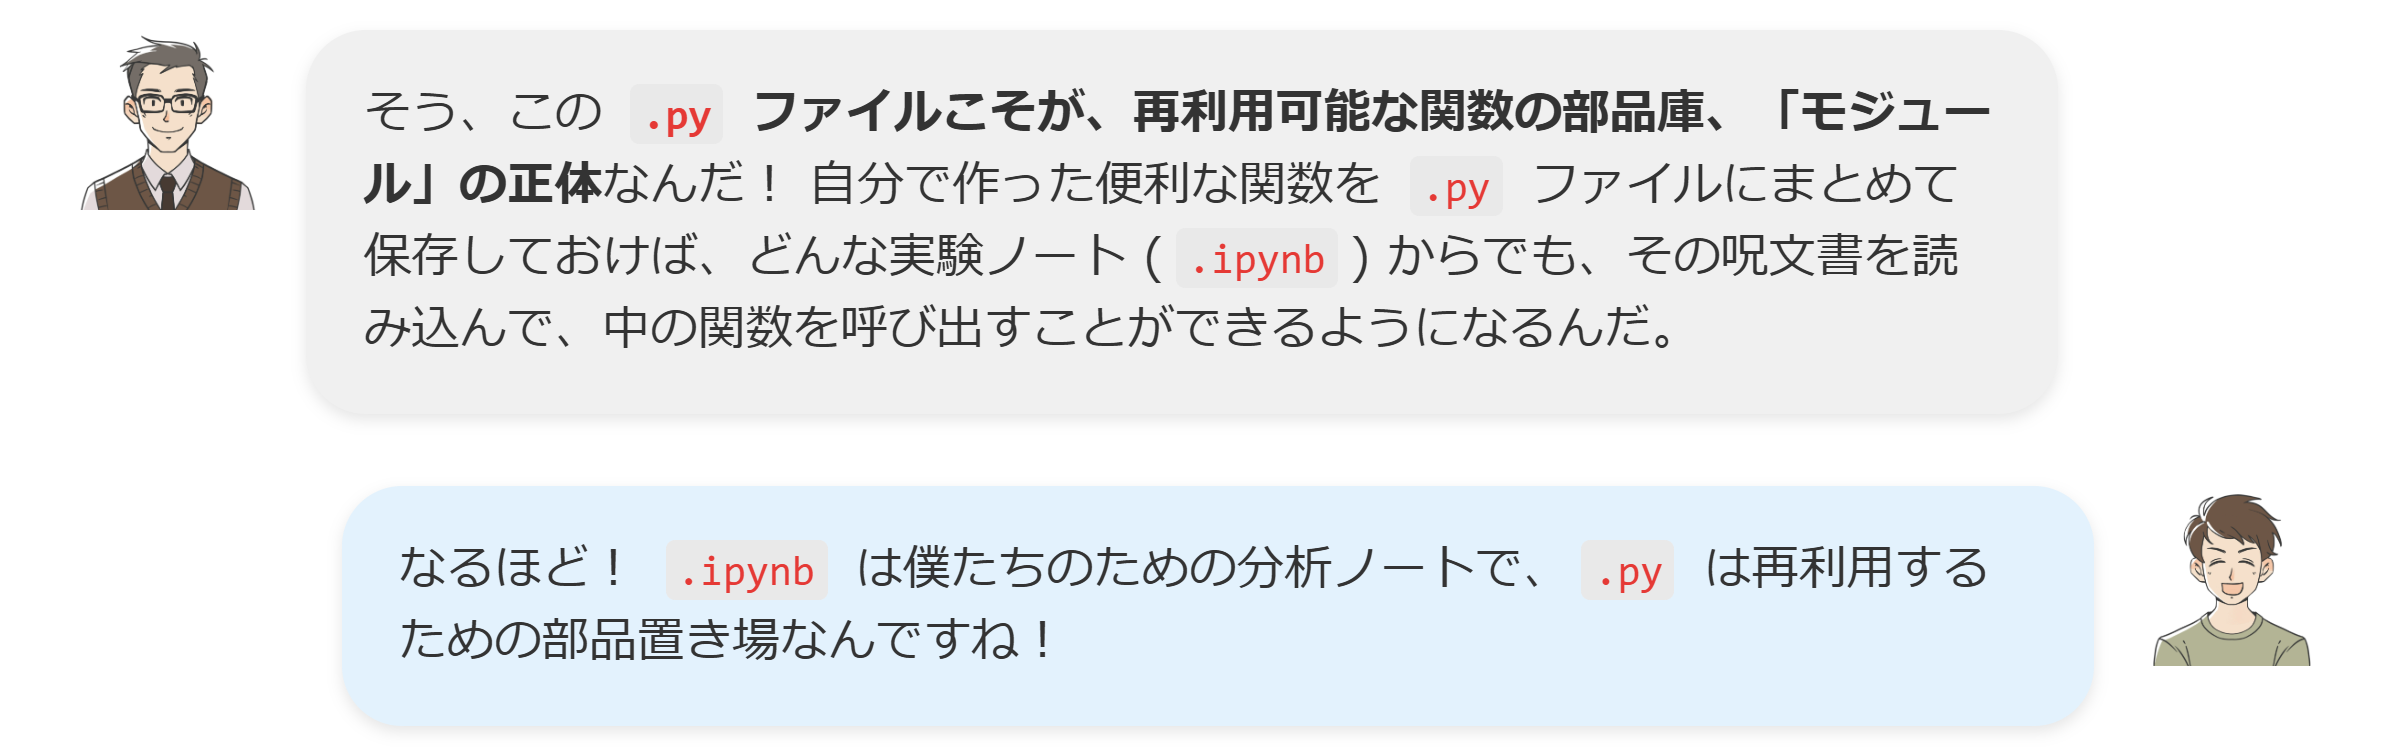 そう、この .py ファイルこそが、再利用可能な関数の部品庫、「モジュー
ル」の正体なんだ！ 自分で作った便利な関数を .py ファイルにまとめて
保存しておけば、どんな実験ノート ( .ipynb ) からでも、その呪文書を読
み込んで、中の関数を呼び出すことができるようになるんだ。
なるほど！ .ipynb は僕たちのための分析ノートで、 .py は再利用する
ための部品置き場なんですね！